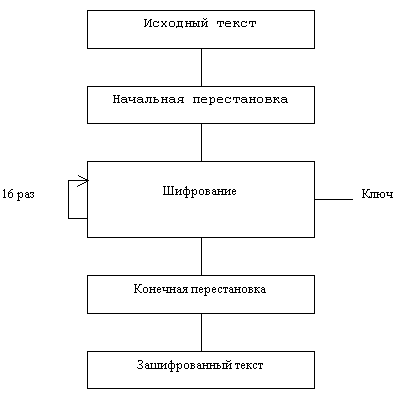 Исходный текст
Начальная перестановка
Шифрование
16 раз
Ключ
Конечная перестановка
Зашифрованный текст